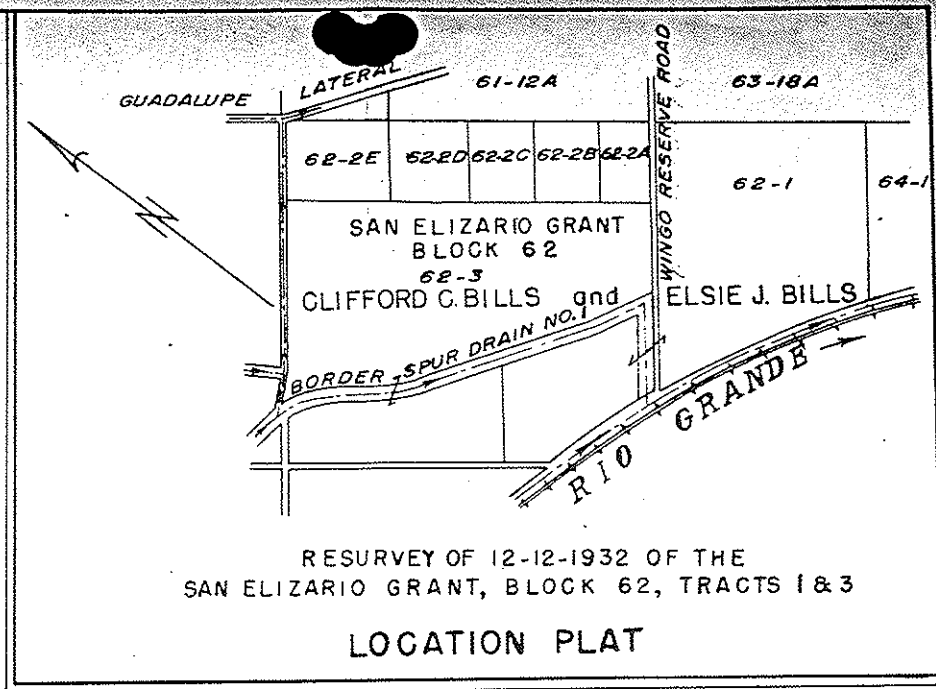 GUADALUPE LATERAL
61-12A
63-18A
WINGO RESERVE ROAD
62-2E
62-2D
62-2C
62-2B
62-2A
62-1
64-1
SAN ELIZARIO GRANT
BLOCK 62
62-3
CLIFFORD C. BILLS and ELSIE J. BILLS
BORDER SPUR DRAIN NO. 1
RIO GRANDE
N
RESURVEY OF 12-12-1932 OF THE
SAN ELIZARIO GRANT, BLOCK 62, TRACTS 1 & 3
LOCATION PLAT